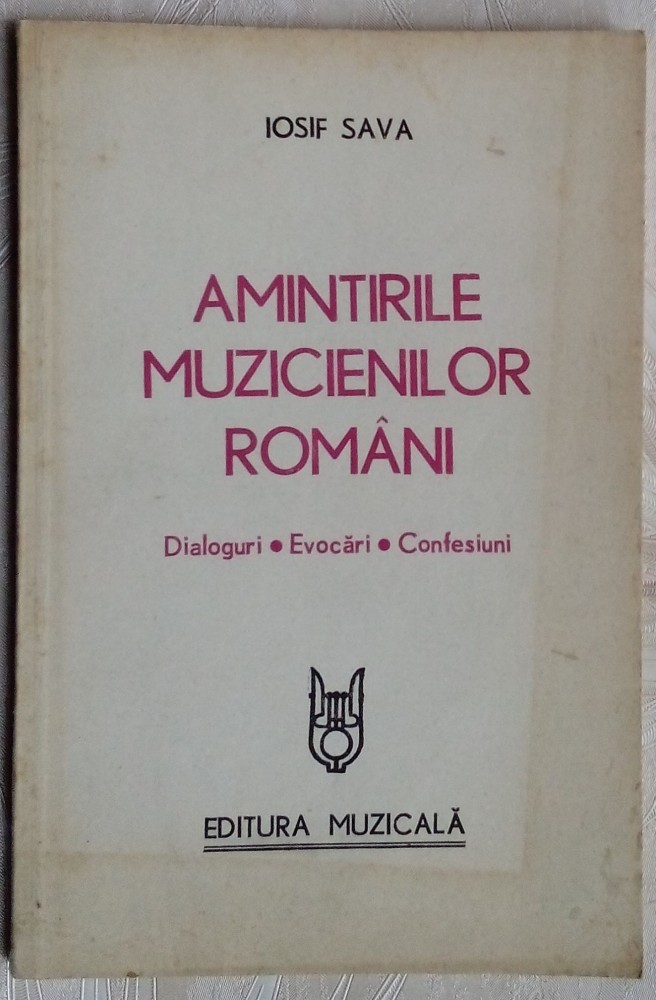 IOSIF SAVA
AMINTIRILE
MUZICIENILOR
ROMÂNI
Dialoguri • Evocări • Confesiuni
EDITURA MUZICALĂ